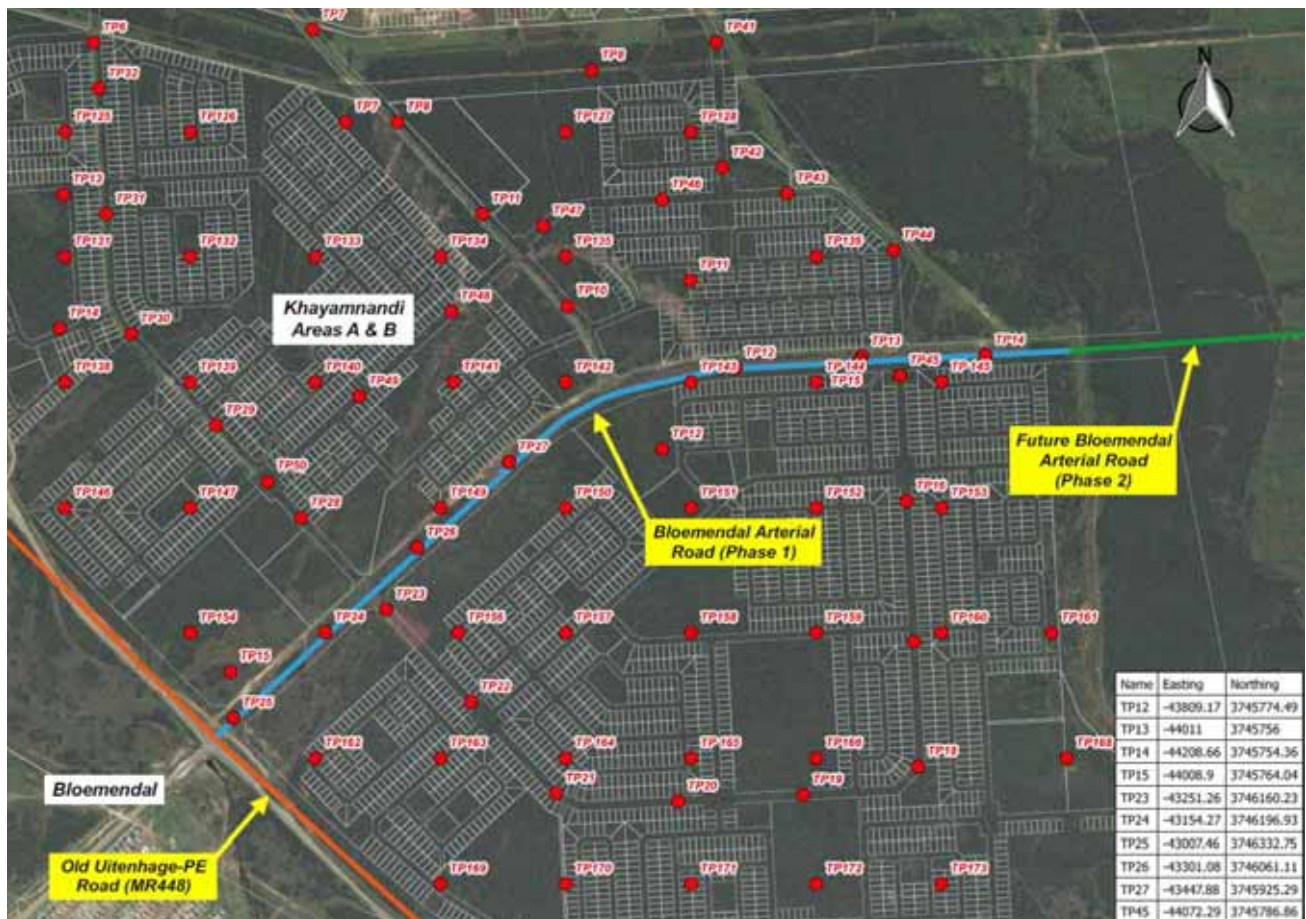 TP6
TP7
TP41
N
TP9
TP32
TP7
TP8
TP125
TP126
TP127
TP128
TP42
TP13
TP31
TP11
TP46
TP43
TP47
TP44
TP131
TP132
TP133
TP134
TP135
TP136
TP11
Khayamnandi
Areas A & B
TP48
TP10
TP14
TP30
TP13
TP14
TP12
TP138
TP139
TP140
TP49
TP141
TP142
TP143
TP144
TP15
TP45
TP145
TP29
TP27
TP12
Future Bloemendal
Arterial Road
(Phase 2)
TP50
TP146
TP147
TP28
TP149
TP150
TP151
TP152
TP16
TP153
TP26
Bloemendal Arterial
Road (Phase 1)
TP23
TP154
TP24
TP156
TP157
TP158
TP159
TP160
TP161
TP15
TP25
TP22
TP162
TP163
TP164
TP165
TP166
TP18
TP168
Bloemendal
TP21
TP20
TP19
Old Uitenhage-PE
Road (MR448)
TP169
TP170
TP171
TP172
TP173
Name Easting Northing
TP12 -43809.17 3745774.49
TP13 -44011 3745756
TP14 -44208.66 3745754.36
TP15 -44008.9 3745764.04
TP23 -43251.26 3746160.23
TP24 -43154.27 3746196.93
TP25 -43007.46 3746332.75
TP26 -43301.08 3746061.11
TP27 -43447.88 3745925.29
TP45 -44072.29 3745786.86